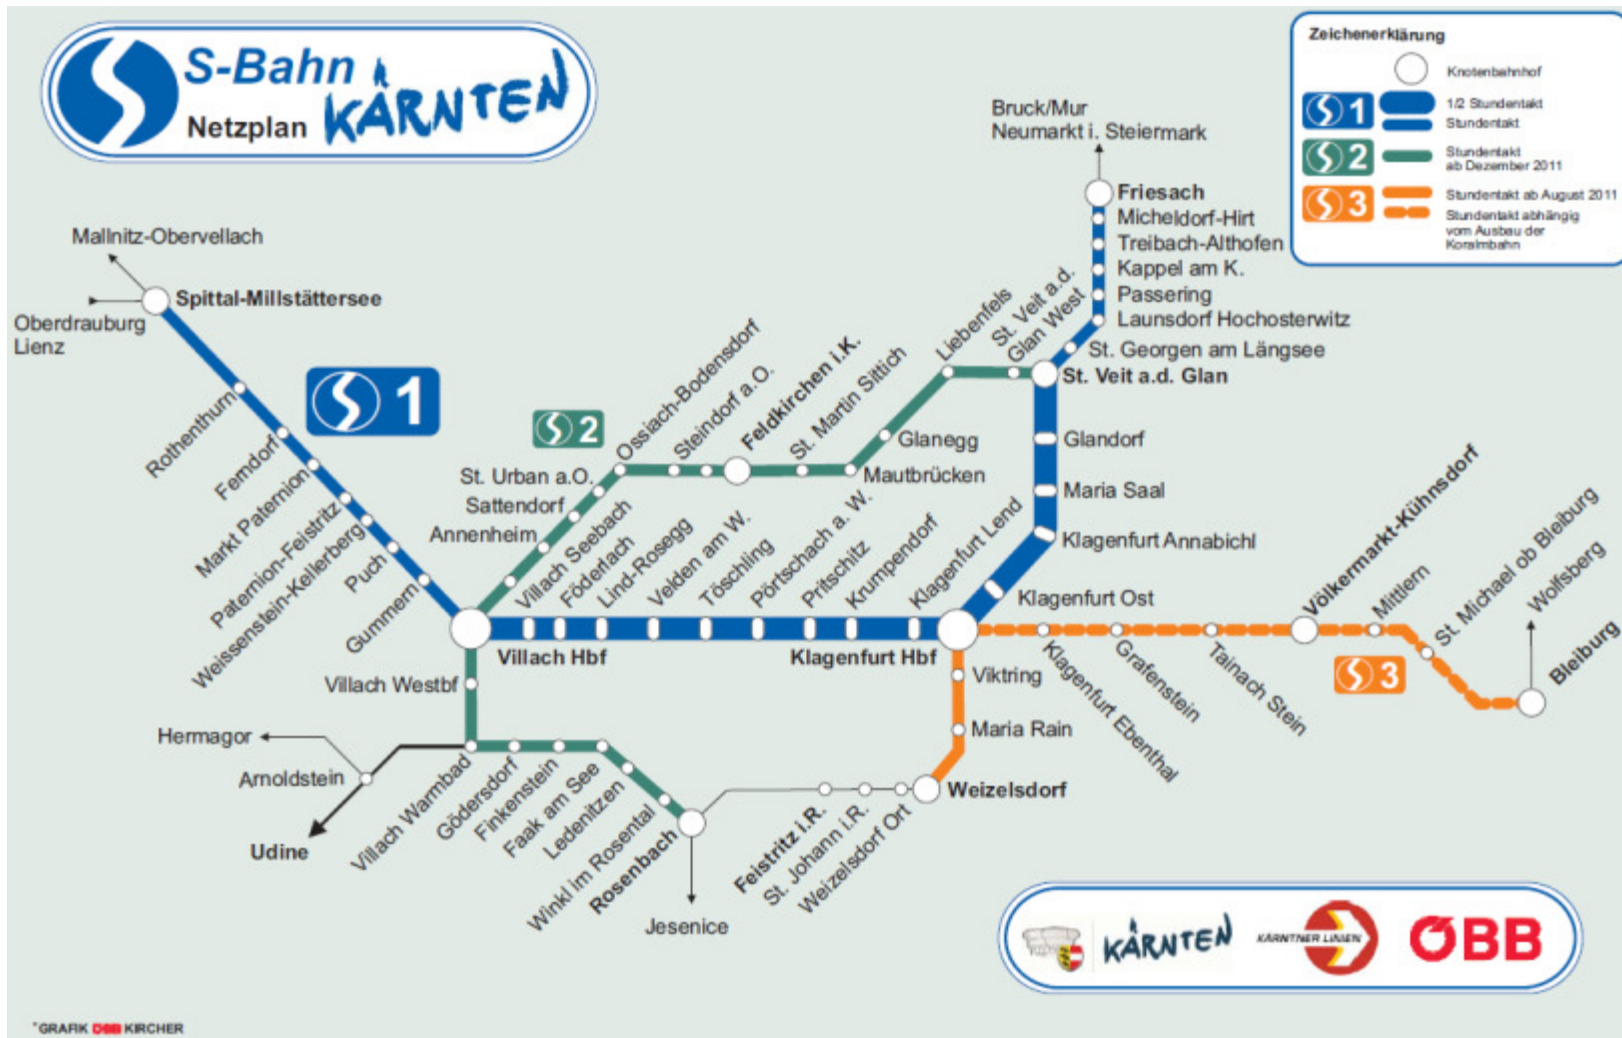 S-Bahn
Netzplan KÄRNTEN
Zeichenerklärung
Knotenbahnhof
S 1
1/2 Stundentakt
Stundentakt
S 2
Stundentakt
ab Dezember 2011
S 3
Stundentakt ab August 2011
Stundentakt abhängig
vom Ausbau der
Koralmbahn
Bruck/Mur
Neumarkt i. Steiermark
Friesach
Micheldorf-Hirt
Treibach-Althofen
Kappel am K.
Passering
Launsdorf Hochosterwitz
St. Georgen am Längsee
St. Veit a.d. Glan
Glandorf
Maria Saal
Klagenfurt Annabichl
Klagenfurt Ost
Mallnitz-Obervellach
Spittal-Millstättersee
Oberdrauburg
Lienz
S 1
Rothenthurn
Ferndorf
Markt Paternion
Paternion-Feistritz
Weissenstein-Kellerberg
Puch
Gummern
S 2
St. Urban a.O.
Sattendorf
Annenheim
Ossiach-Bodensdorf
Steindorf a.O.
Feldkirchen i.K.
St. Martin Sittich
Mautbrücken
Glanegg
Liebenfels
St. Veit a.d.
Glan West
Villach Seebach
Föderlach
Lind-Rosegg
Velden am W.
Töschling
Pörtschach a. W.
Pritschitz
Krumpendorf
Klagenfurt Lend
Villach Hbf
Klagenfurt Hbf
Völkermarkt-Kühnsdorf
Mittlern
St. Michael ob Bleiburg
Wolfsberg
Bleiburg
S 3
Klagenfurt Ebenthal
Grafenstein
Tainach Stein
Viktring
Maria Rain
Weizelsdorf
Villach Westbf
Hermagor
Arnoldstein
Udine
Villach Warmbad
Gödersdorf
Finkenstein
Faak am See
Ledenitzen
Winkl im Rosental
Rosenbach
Jesenice
Feistritz i.R.
St. Johann i.R.
Weizelsdorf Ort
KÄRNTEN
KÄRNTNER LINIEN
ÖBB
*GRAFIK ÖBB KIRCHER